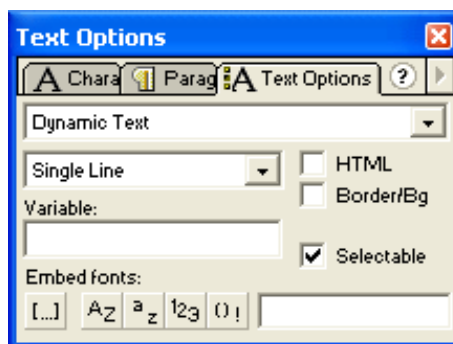 Text Options
A Chara ¶ Parag A Text Options ?
Dynamic Text
Single Line
HTML
Border/Bg
Variable:
Selectable
Embed fonts:
[...] AZ az 123 ()!